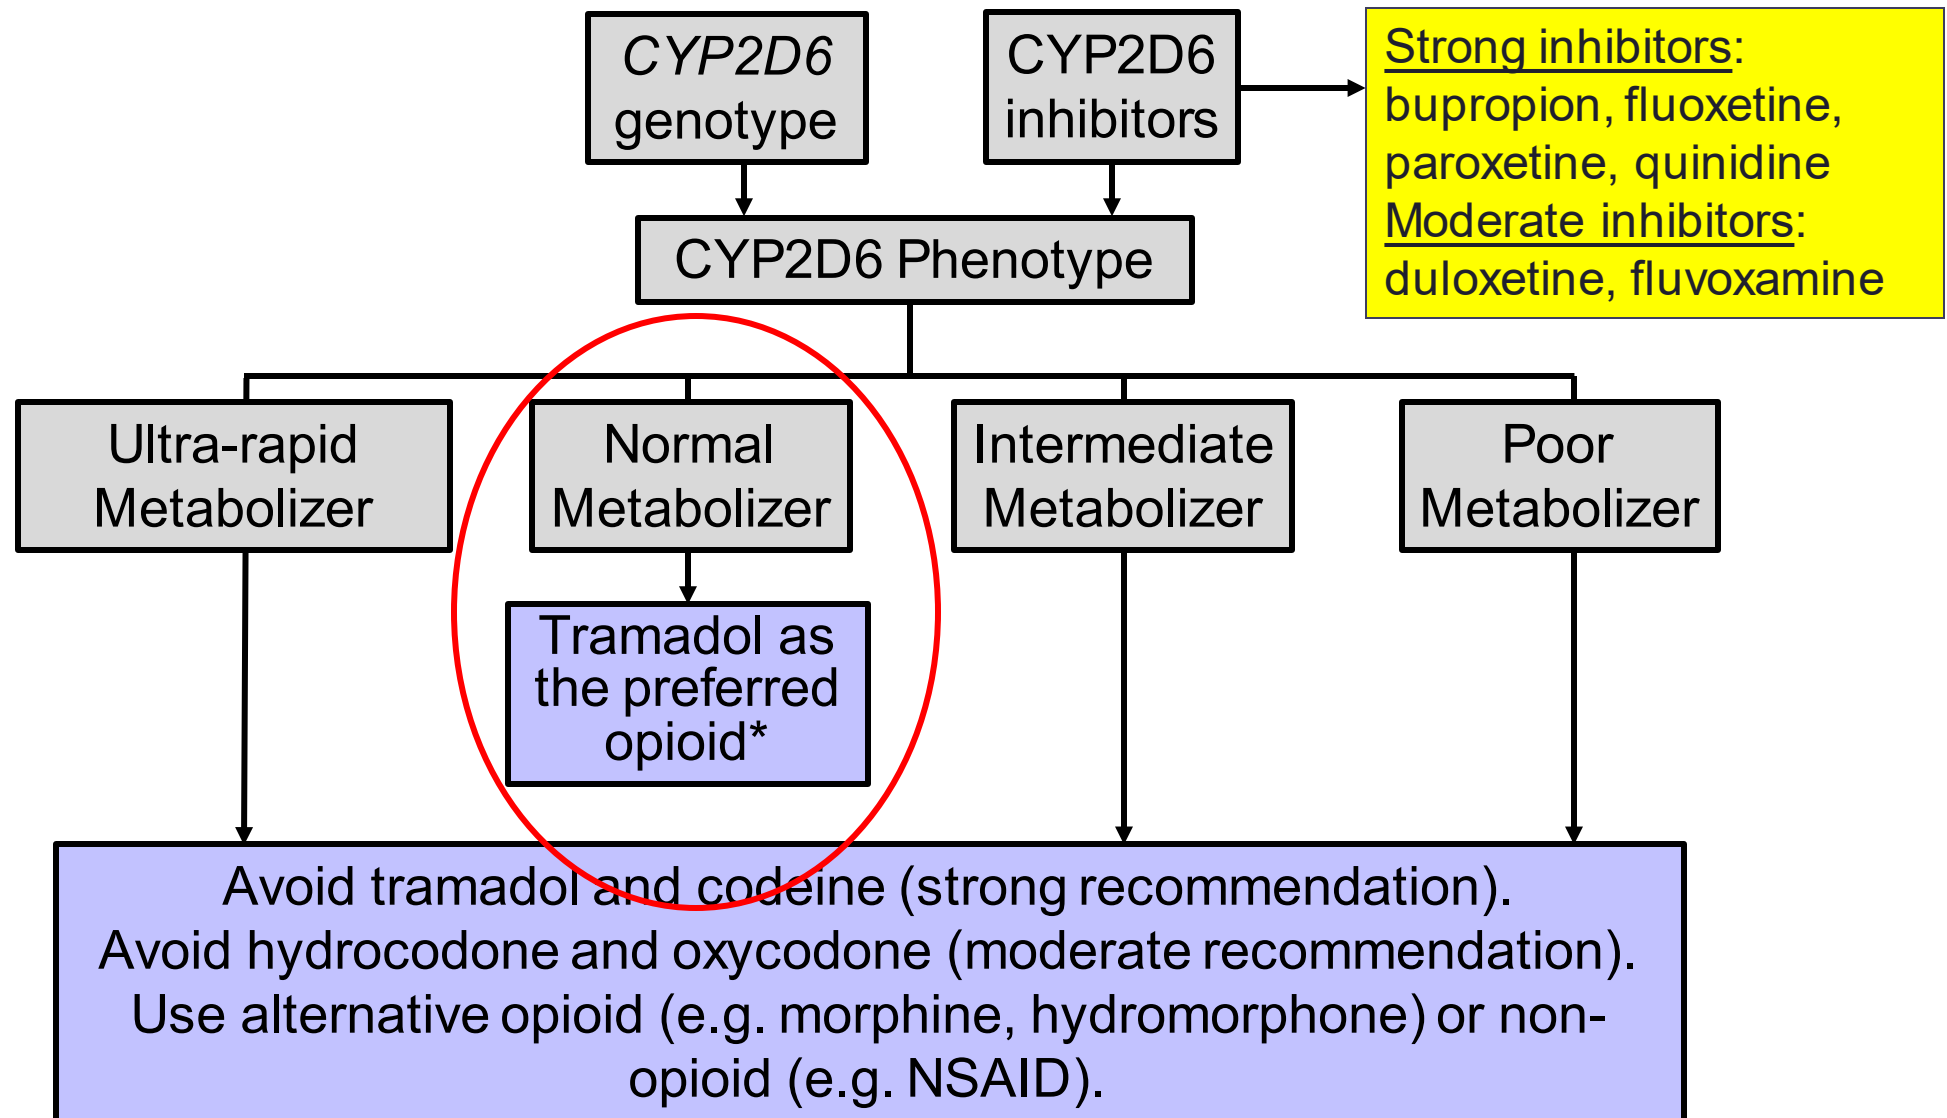 CYP2D6
genotype
CYP2D6
inhibitors
Strong inhibitors:
bupropion, fluoxetine,
paroxetine, quinidine
Moderate inhibitors:
duloxetine, fluvoxamine
CYP2D6 Phenotype
Ultra-rapid
Metabolizer
Normal
Metabolizer
Intermediate
Metabolizer
Poor
Metabolizer
Tramadol as
the preferred
opioid*
Avoid tramadol and codeine (strong recommendation).
Avoid hydrocodone and oxycodone (moderate recommendation).
Use alternative opioid (e.g. morphine, hydromorphone) or non-
opioid (e.g. NSAID).